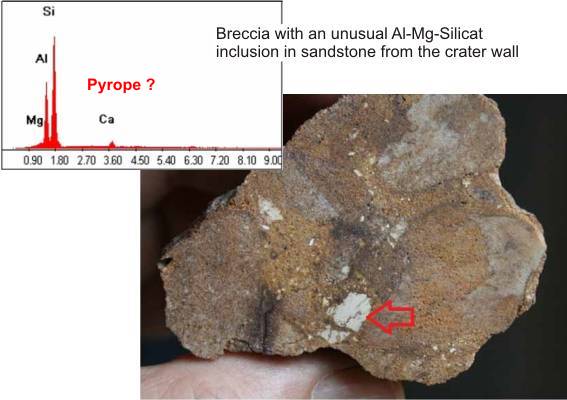 Breccia with an unusual Al-Mg-Silicat
inclusion in sandstone from the crater wall
Si
Al
Pyrope ?
Mg
Ca
0.90 1.80 2.70 3.60 4.50 5.40 6.30 7.20 8.10 9.00